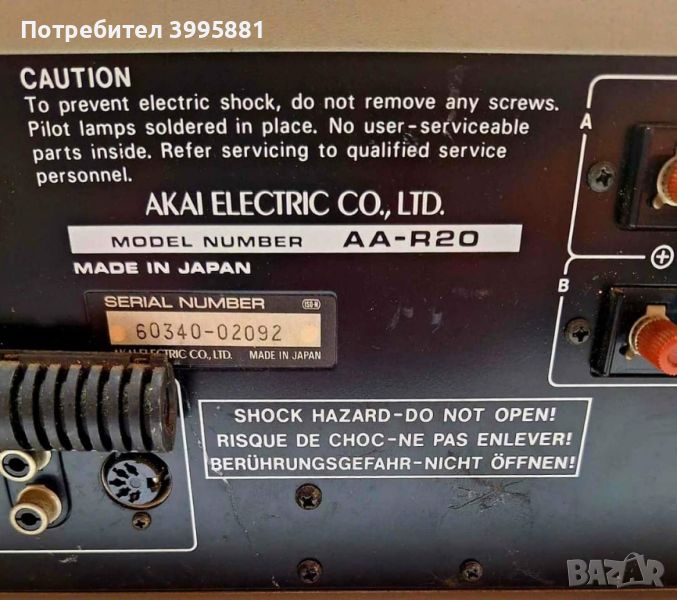 Потребител 3995881
CAUTION
To prevent electric shock, do not remove any screws.
Pilot lamps soldered in place. No user-serviceable
parts inside. Refer servicing to qualified service
personnel.
AKAI ELECTRIC CO., LTD.
MODEL NUMBER AA-R20
MADE IN JAPAN
SERIAL NUMBER
60340-02092
AKAI ELECTRIC CO., LTD. MADE IN JAPAN
A
B
SHOCK HAZARD-DO NOT OPEN!
RISQUE DE CHOC-NE PAS ENLEVER!
BERÜHRUNGSGEFAHR-NICHT ÖFFNEN!
BAZAR